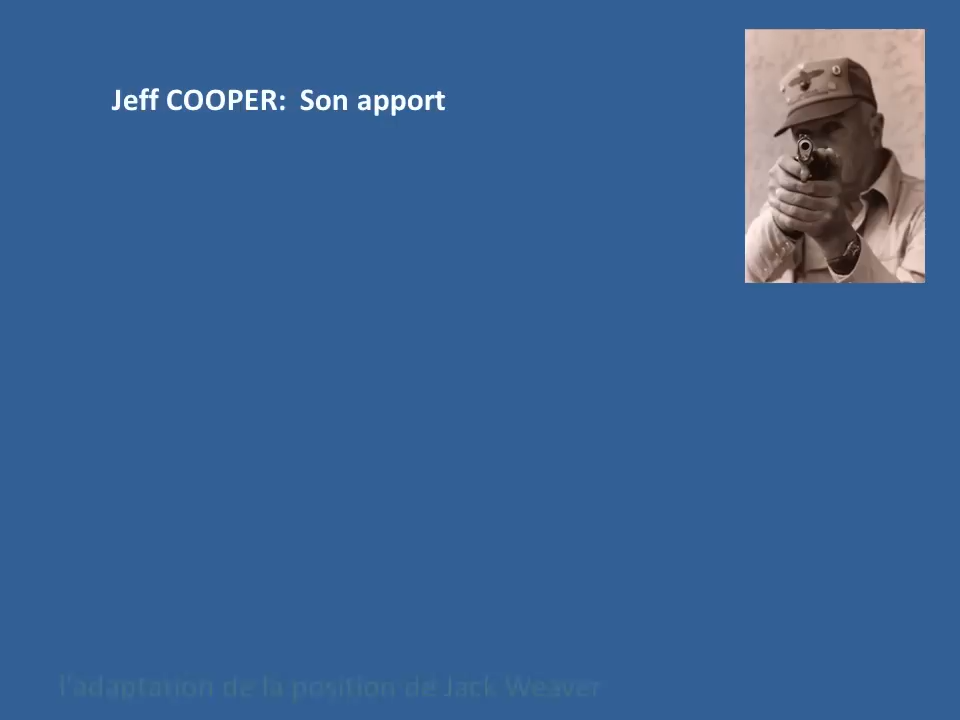 Jeff COOPER: Son apport
l'adaptation de la position de Jack Weaver